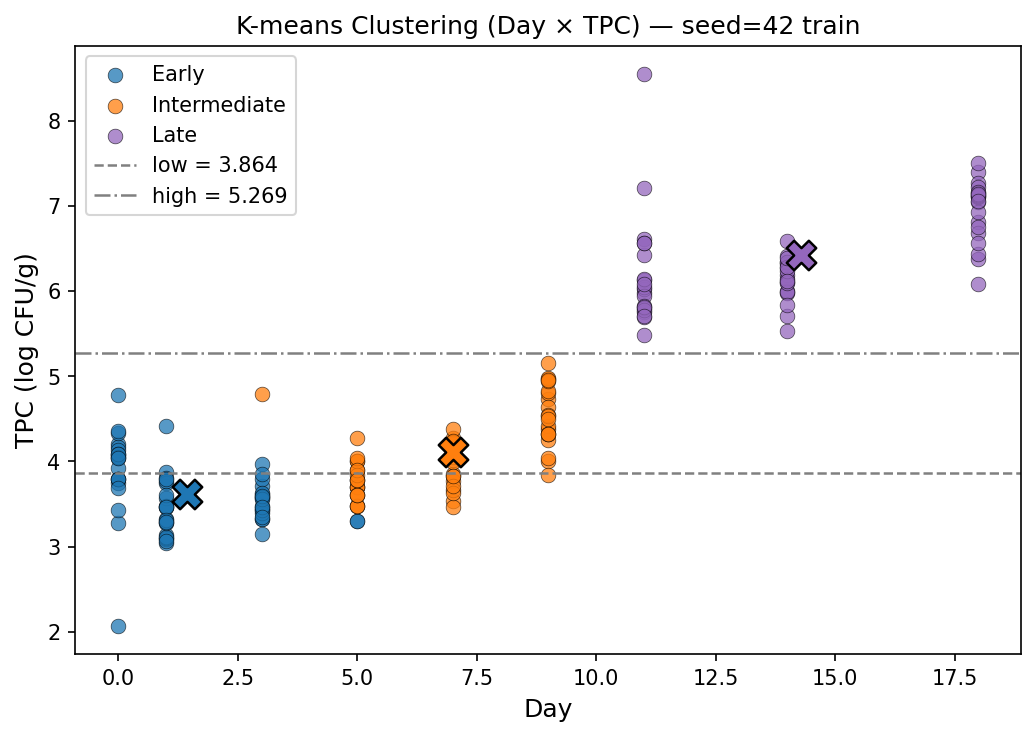 K-means Clustering (Day × TPC) — seed=42 train
Early
Intermediate
Late
low = 3.864
high = 5.269
TPC (log CFU/g)
8
7
6
5
4
3
2
0.0 2.5 5.0 7.5 10.0 12.5 15.0 17.5
Day